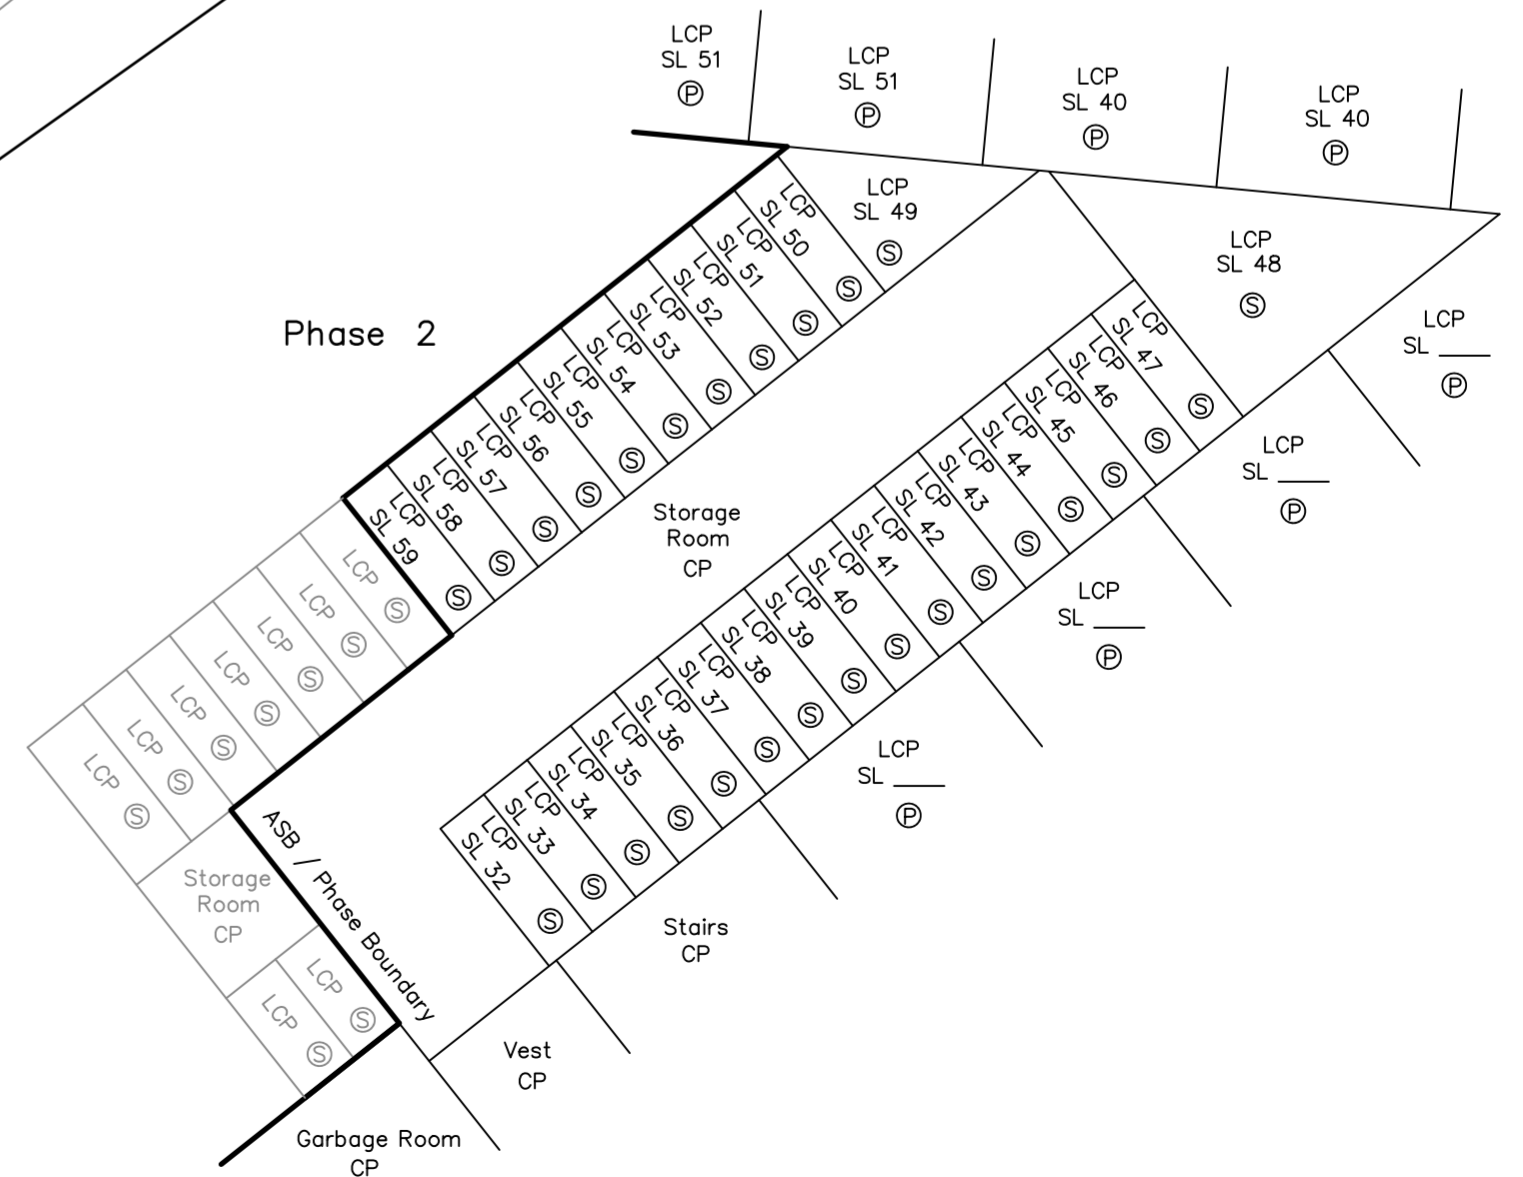 LCP
SL 51
P
LCP
SL 51
P
LCP
SL 40
P
LCP
SL 40
P
LCP
SL 49
S
LCP
SL 48
S
LCP
SL ____
P
LCP
SL ____
P
LCP
SL ____
P
LCP
SL ____
P
Phase 2
LCP
SL 50
S
LCP
SL 51
S
LCP
SL 52
S
LCP
SL 53
S
LCP
SL 54
S
LCP
SL 55
S
LCP
SL 56
S
LCP
SL 57
S
LCP
SL 58
S
LCP
SL 59
S
Storage
Room
CP
LCP
SL 47
S
LCP
SL 46
S
LCP
SL 45
S
LCP
SL 44
S
LCP
SL 43
S
LCP
SL 42
S
LCP
SL 41
S
LCP
SL 40
S
LCP
SL 39
S
LCP
SL 38
S
LCP
SL 37
S
LCP
SL 36
S
LCP
SL 35
S
LCP
SL 34
S
LCP
SL 33
S
LCP
SL 32
S
LCP S
LCP S
LCP S
LCP S
LCP S
LCP S
LCP S
Storage
Room
CP
LCP S
LCP S
ASB / Phase Boundary
Stairs
CP
Vest
CP
Garbage Room
CP